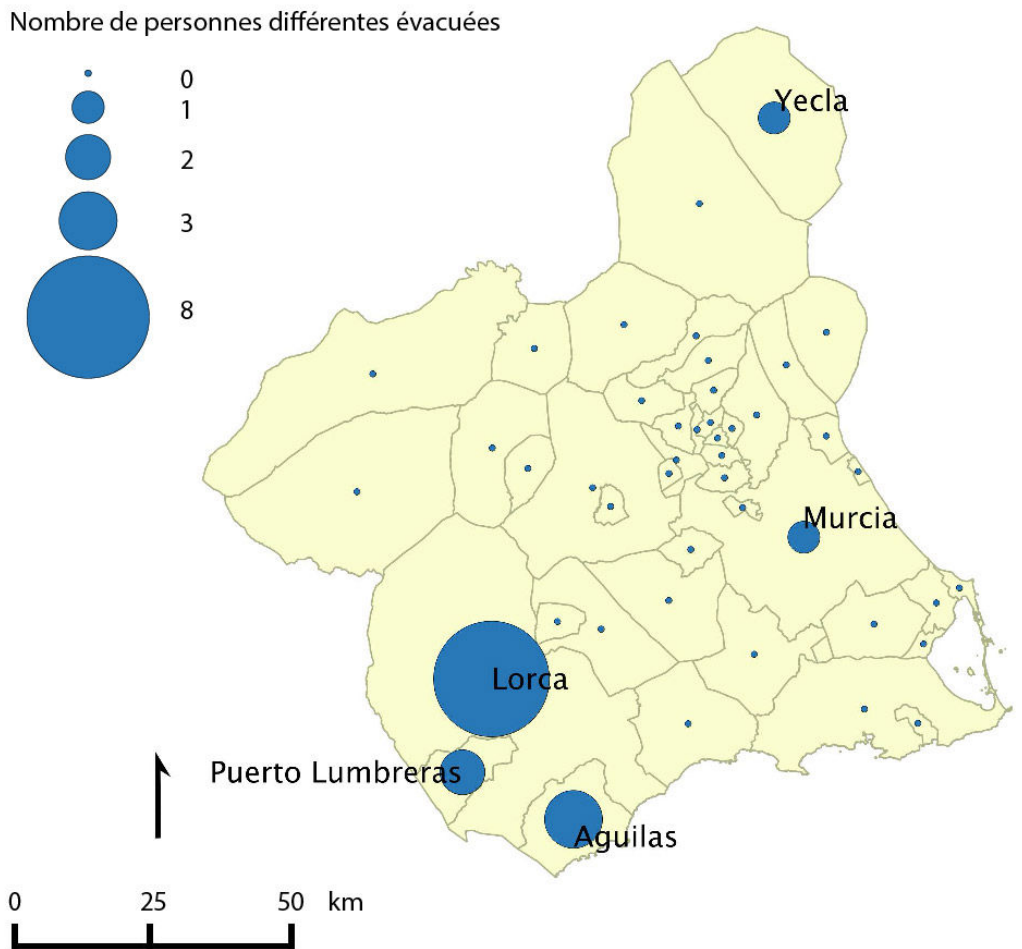 Nombre de personnes différentes évacuées
0
1
2
3
8
Yecla
Murcia
Lorca
Puerto Lumbreras
Aguilas
0 25 50 km